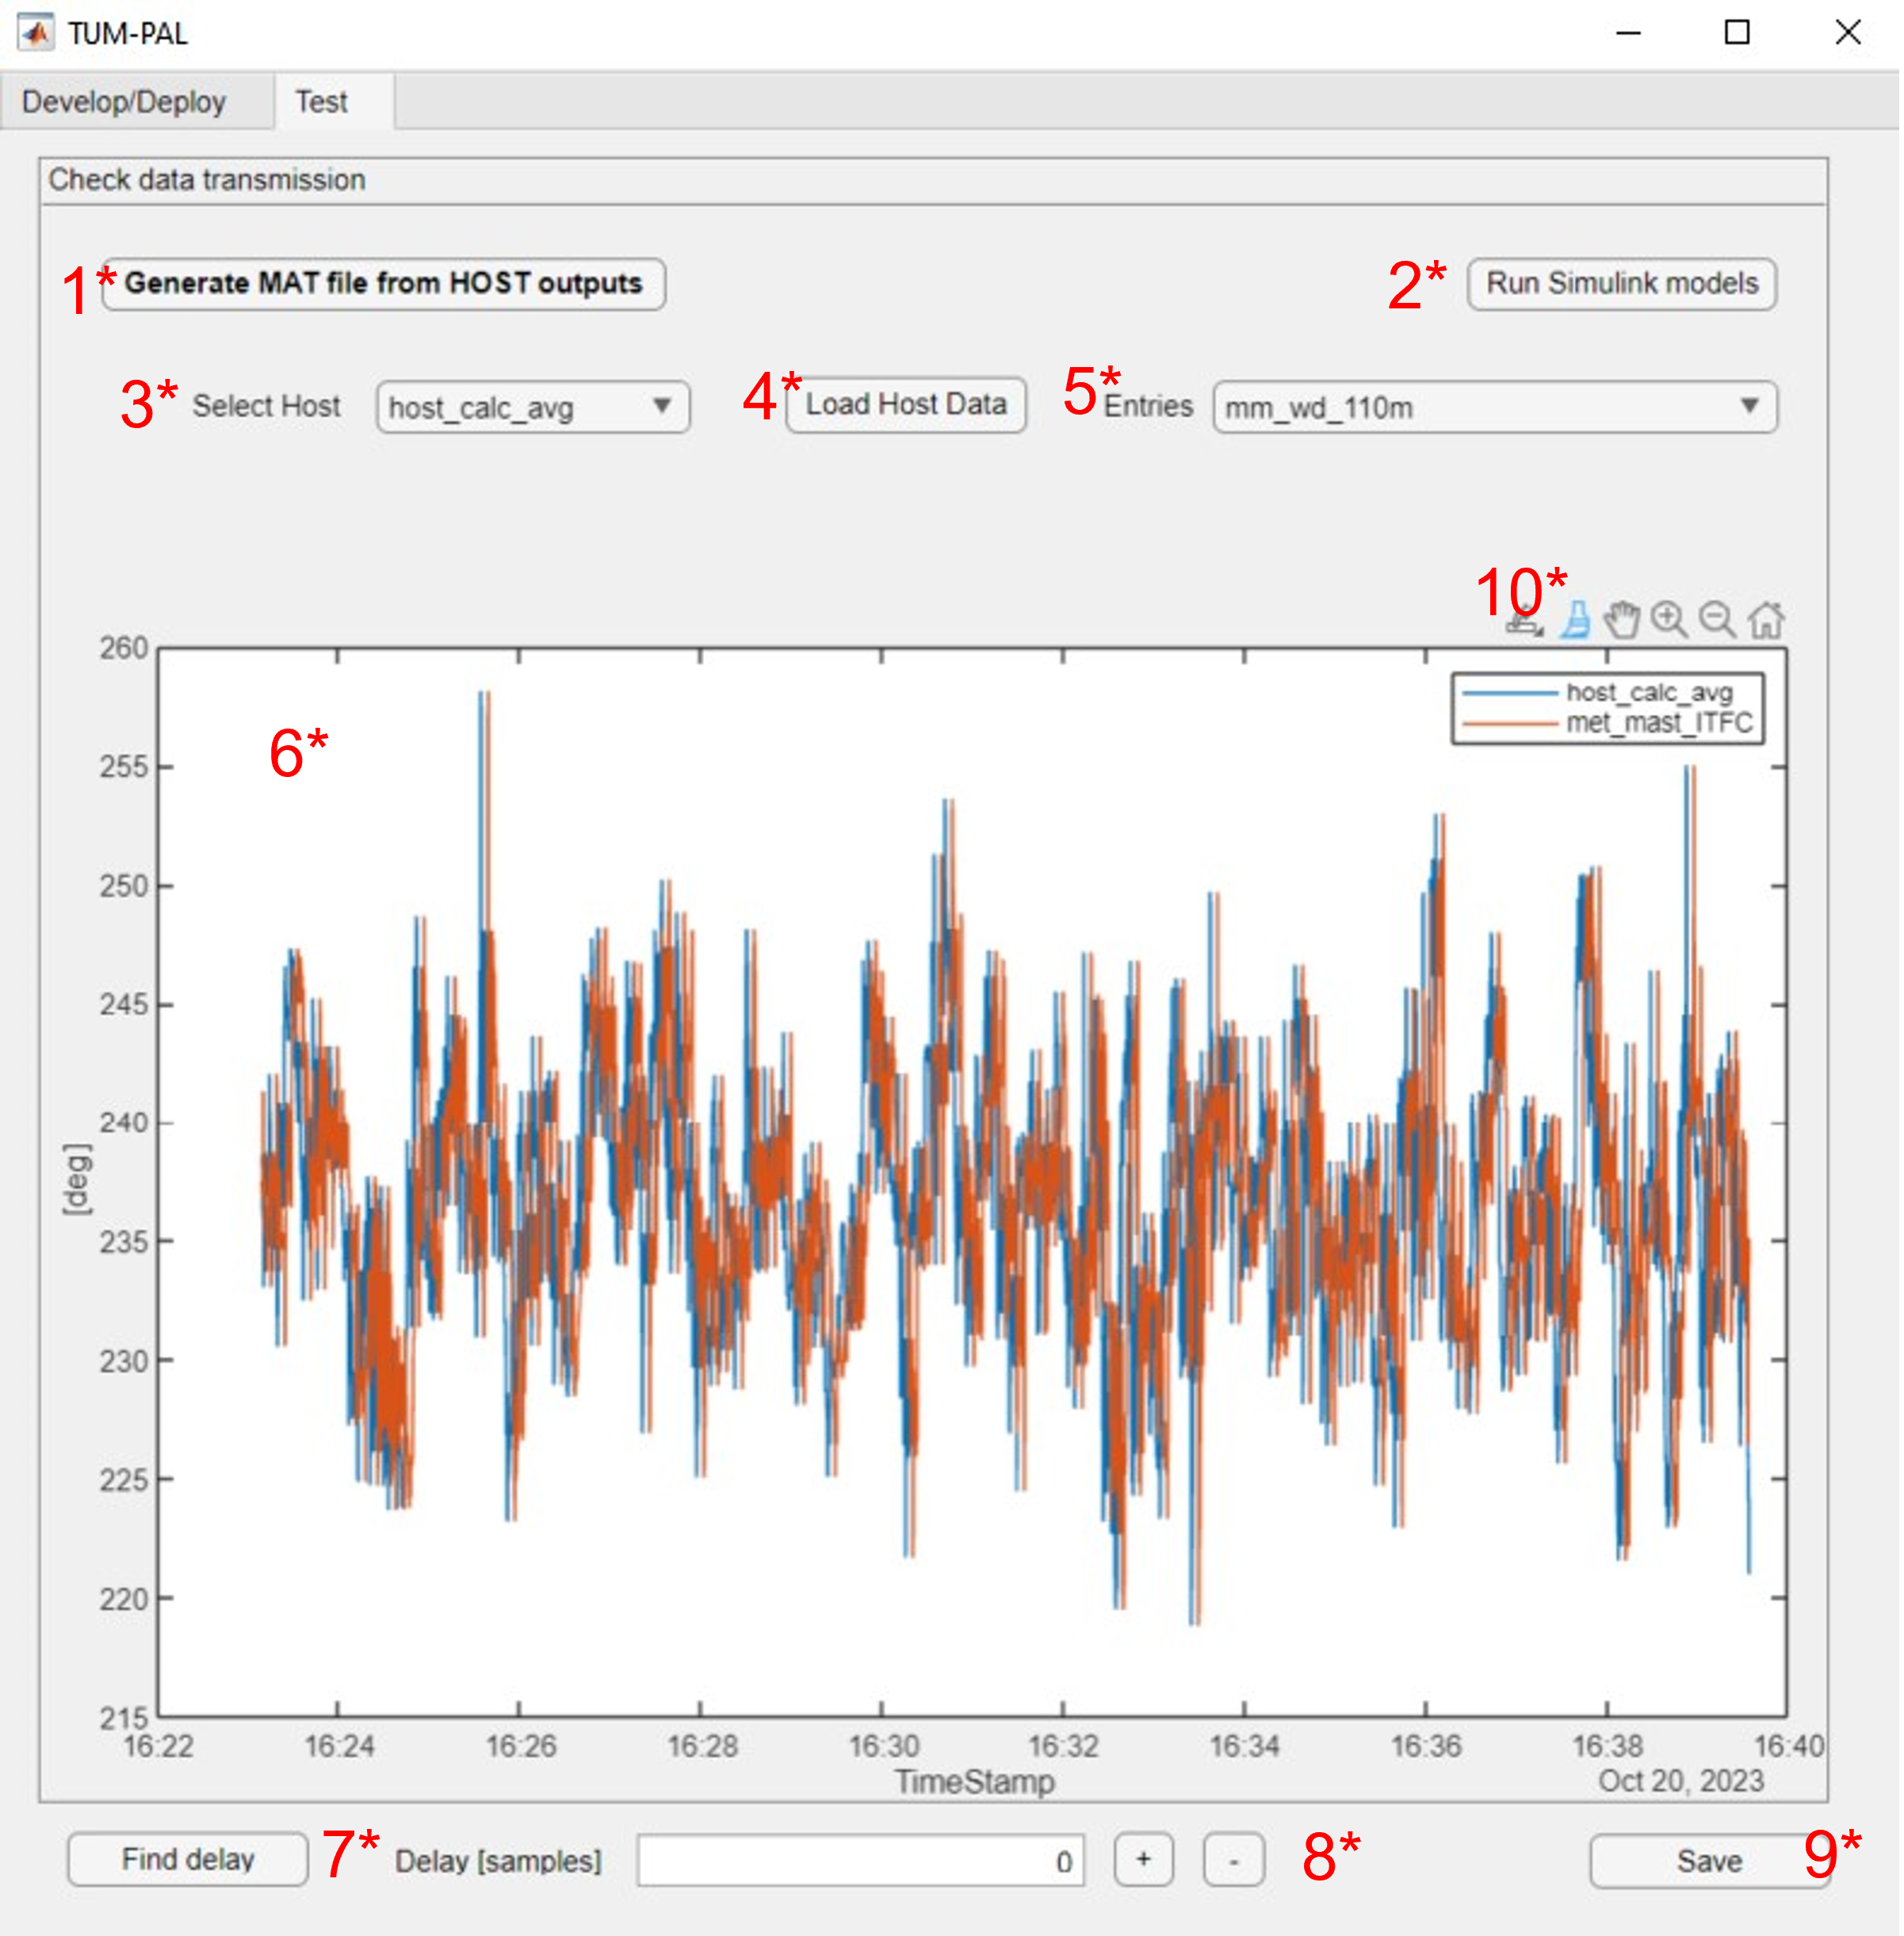 TUM-PAL
Develop/Deploy Test
Check data transmission
1* Generate MAT file from HOST outputs 2* Run Simulink models
3* Select Host host_calc_avg 4* Load Host Data 5* Entries mm_wd_110m
10*
260
host_calc_avg
met_mast_ITFC
6*
255
250
245
240
[deg]
235
230
225
220
215
16:22 16:24 16:26 16:28 16:30 16:32 16:34 16:36 16:38 16:40
TimeStamp Oct 20, 2023
Find delay 7* Delay [samples] 0 + - 8* Save 9*